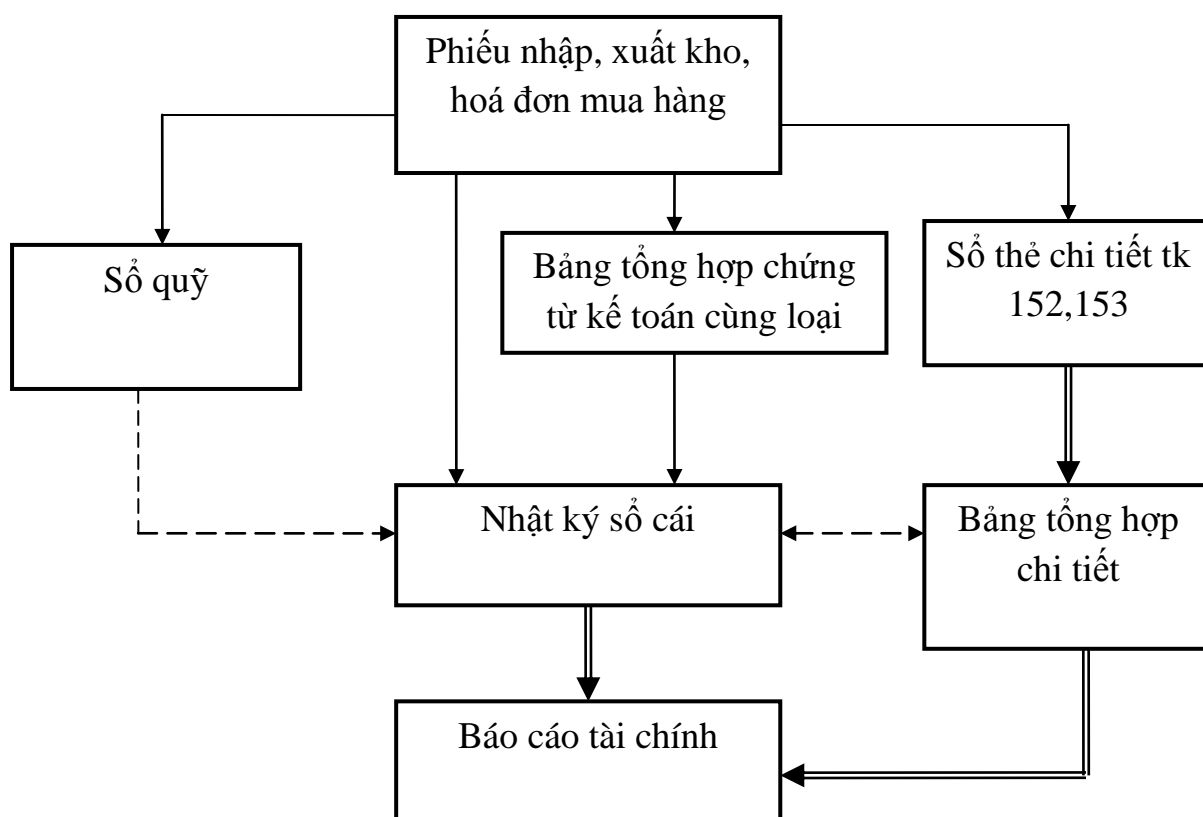 Phiếu nhập, xuất kho,
hoá đơn mua hàng
Sổ quỹ
Bảng tổng hợp chứng
từ kế toán cùng loại
Sổ thẻ chi tiết tk
152,153
Nhật ký sổ cái
Bảng tổng hợp
chi tiết
Báo cáo tài chính